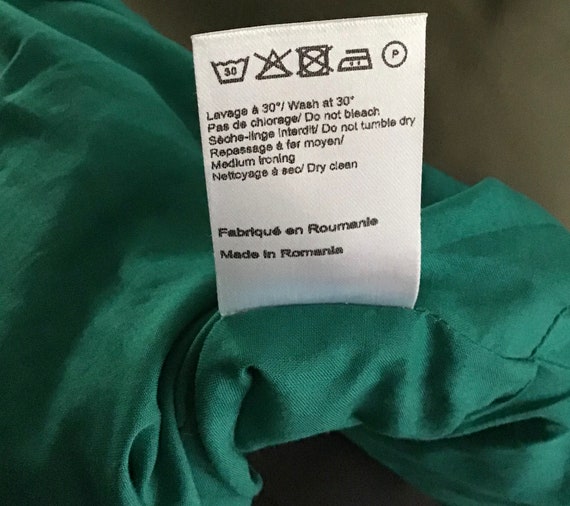 30 P
Lavage à 30°/ Wash at 30°
Pas de chlorage/ Do not bleach
Sèche-linge interdit/ Do not tumble dry
Repassage à fer moyen/
Medium ironing
Nettoyage à sec/ Dry clean
Fabriqué en Roumanie
Made in Romania